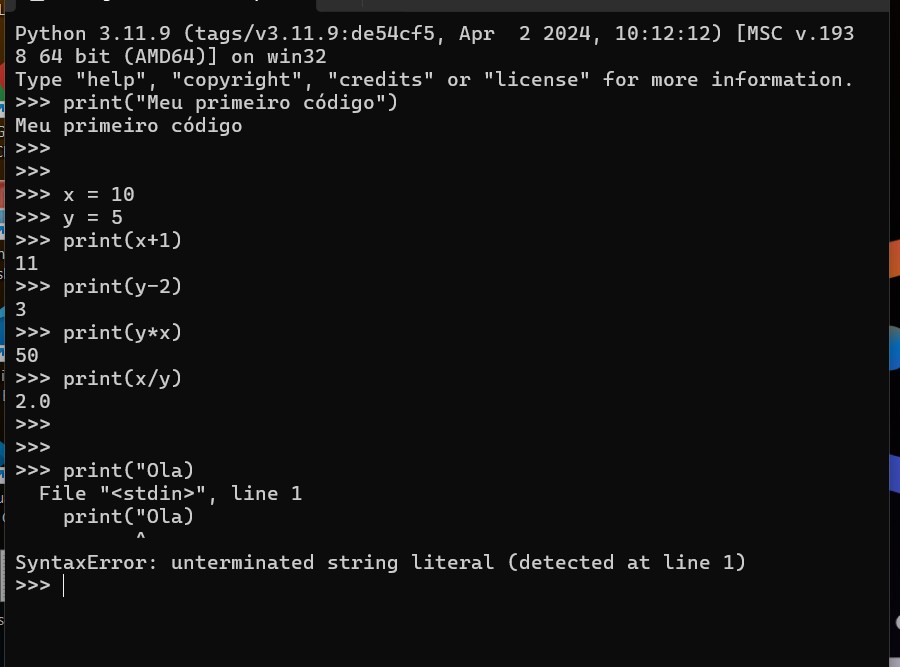 Python 3.11.9 (tags/v3.11.9:de54cf5, Apr  2 2024, 10:12:12) [MSC v.193
8 64 bit (AMD64)] on win32
Type "help", "copyright", "credits" or "license" for more information.
>>> print("Meu primeiro código")
Meu primeiro código
>>>
>>>
>>> x = 10
>>> y = 5
>>> print(x+1)
11
>>> print(y-2)
3
>>> print(y*x)
50
>>> print(x/y)
2.0
>>>
>>>
>>> print("Ola)
  File "<stdin>", line 1
    print("Ola)
          ^
SyntaxError: unterminated string literal (detected at line 1)
>>>